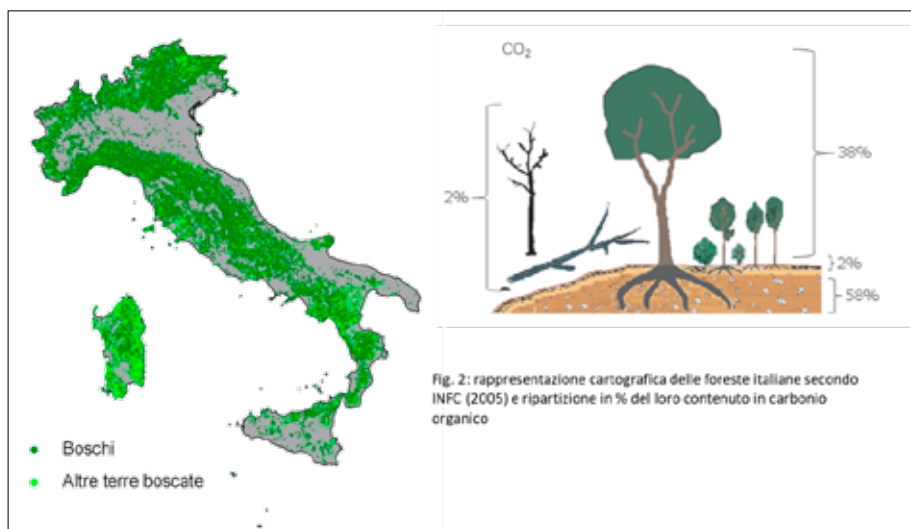 CO2
38%
2%
2%
58%
Fig. 2: rappresentazione cartografica delle foreste italiane secondo
INFC (2005) e ripartizione in % del loro contenuto in carbonio
organico
Boschi
Altre terre boscate